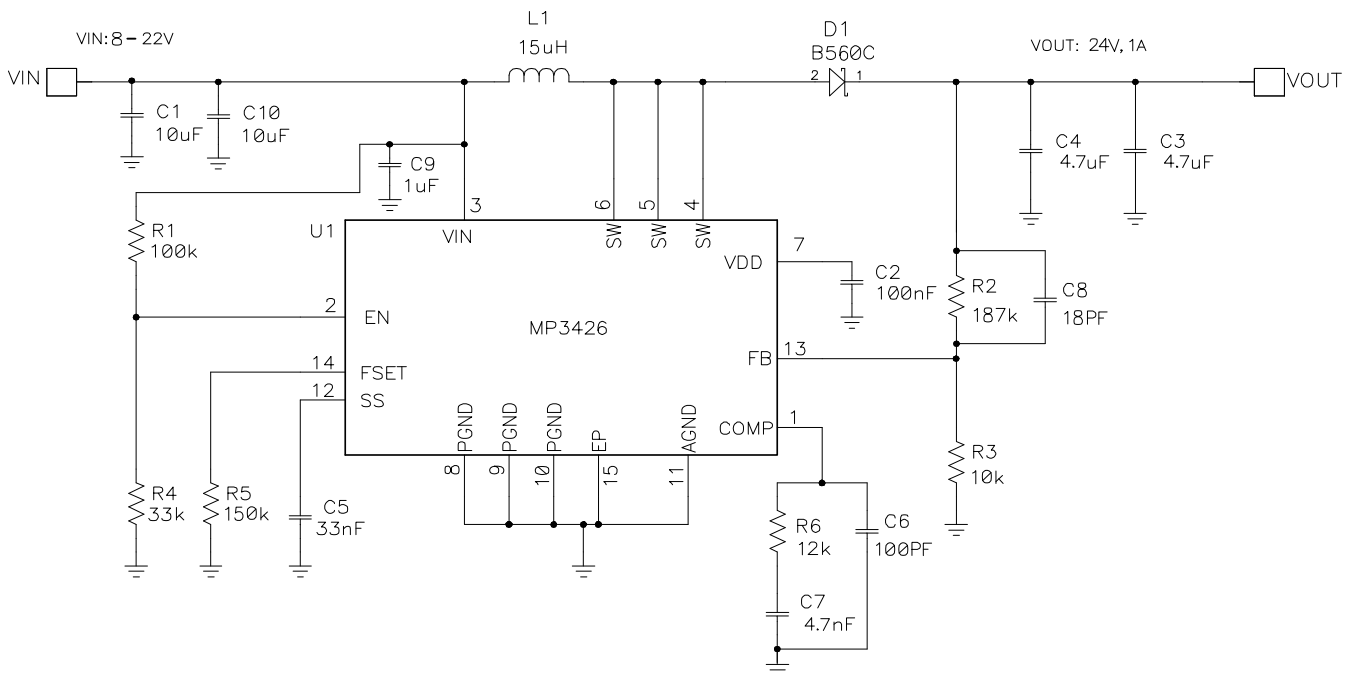 L1
15uH
D1
B560C
VIN:8-22V
VOUT: 24V, 1A
VIN
2
1
VOUT
C1
10uF
C10
10uF
C9
1uF
C4
4.7uF
C3
4.7uF
R1
100k
U1
3
VIN
6
SW
5
SW
4
SW
7
VDD
C2
100nF
R2
187k
C8
18PF
2
EN
MP3426
14
FSET
12
SS
FB
13
COMP
1
PGND
8
PGND
9
PGND
10
EP
15
AGND
11
R3
10k
R4
33k
R5
150k
C5
33nF
R6
12k
C6
100PF
C7
4.7nF